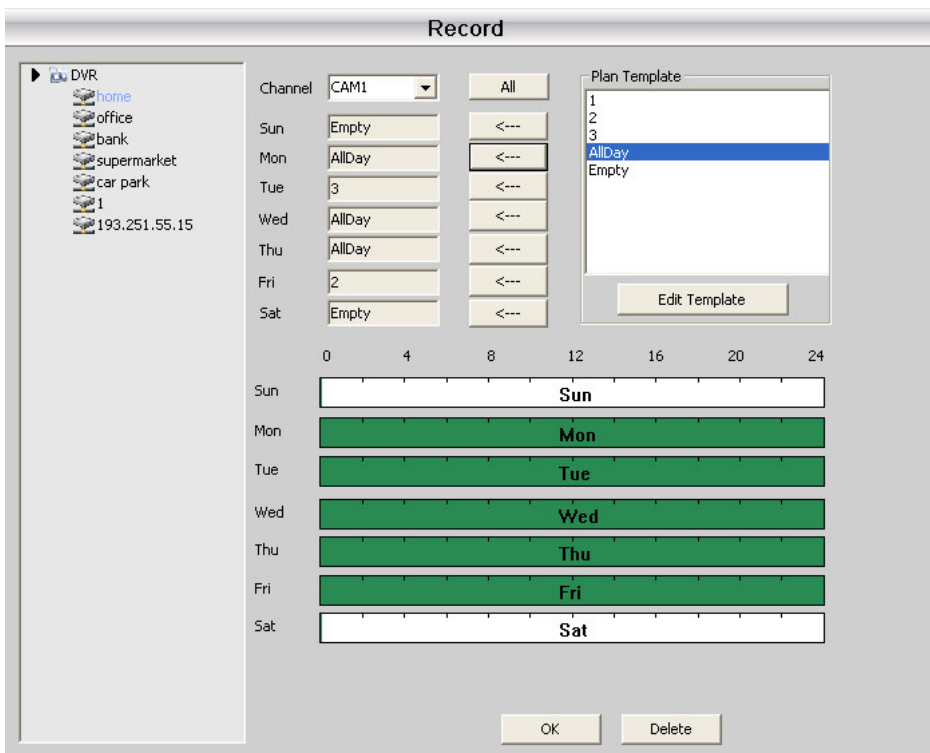 Record
DVR
home
office
bank
supermarket
car park
1
193.251.55.15
Channel CAM1 All
Sun Empty <---
Mon AllDay <---
Tue 3 <---
Wed AllDay <---
Thu AllDay <---
Fri 2 <---
Sat Empty <---
Plan Template
1
2
3
AllDay
Empty
Edit Template
0 4 8 12 16 20 24
Sun Sun
Mon Mon
Tue Tue
Wed Wed
Thu Thu
Fri Fri
Sat Sat
OK Delete